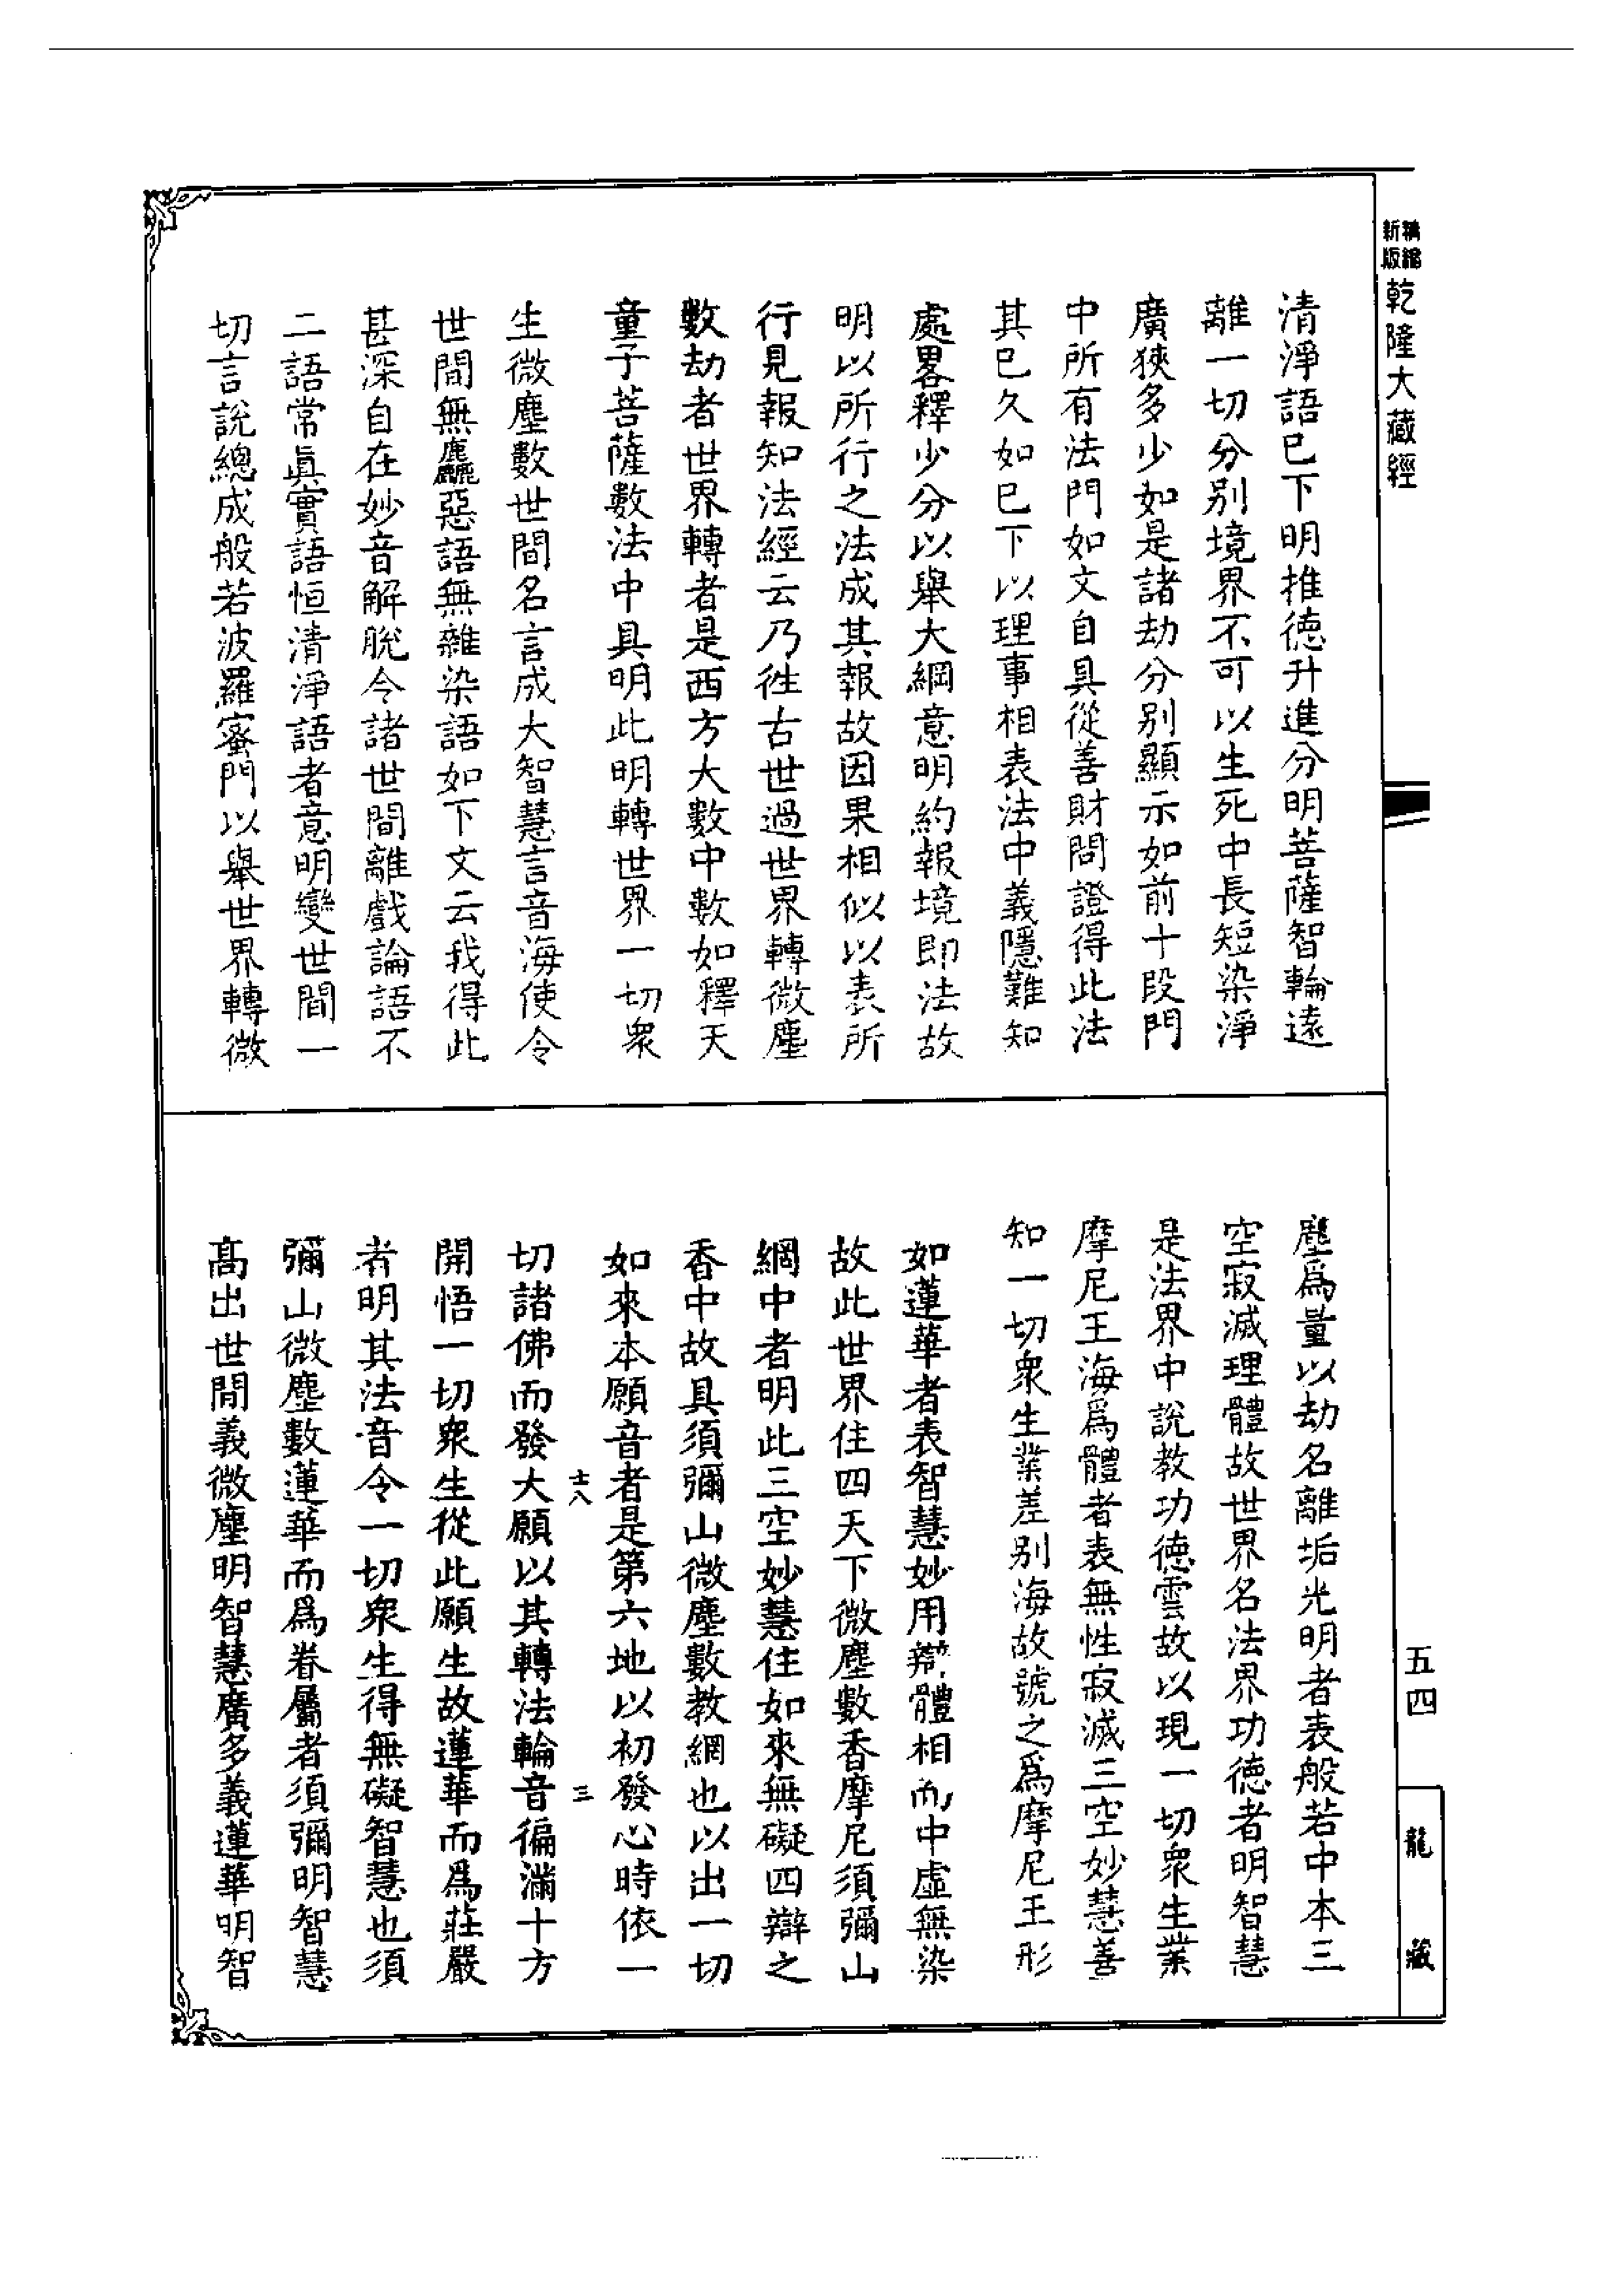 精縮新版乾隆大藏經
清淨語巳下明推德升進分明菩薩智輪遠
離一切分別境界不可以生死中長短染淨
廣狹多少如是諸劫分別顯示如前十段門
中所有法門如文自具從善財問證得此法
其巳久如巳下以理事相表法中義隱難知
處畧釋少分以舉大綱意明約報境即法故
明以所行之法成其報故因果相似以表所
行見報知法經云乃徃古世過世界轉微塵
數劫者世界轉者是西方大數中數如釋天
童子菩薩數法中具明此明轉世界一切衆
生微塵數世間名言成大智慧言音海使令
世間無麤惡語無雜染語如下文云我得此
甚深自在妙音解脫令諸世間離戲論語不
二語常眞實語恒清淨語者意明變世間一
切言說總成般若波羅蜜門以舉世界轉微
塵爲量以劫名離垢光明者表般若中本三
空寂滅理體故世界名法界功德者明智慧
是法界中說教功德雲故以現一切衆生業
摩尼王海爲體者表無性寂滅三空妙慧善
知一切衆生業差別海故號之爲摩尼王形
如蓮華者表智慧妙用體相而中虛無染
故此世界住四天下微塵數香摩尼須彌山
網中者明此三空妙慧住如來無礙四辯之
香中故具須彌山微塵數教網也以出一切
如來本願音者是第六地以初發心時依一
士八 三
切諸佛而發大願以其轉法輪音徧滿十方
開悟一切衆生從此願生故蓮華而爲莊嚴
者明其法音令一切衆生得無礙智慧也須
彌山微塵數蓮華而爲眷屬者須彌明智慧
高出世間義微塵明智慧廣多義蓮華明智
五四
龍藏